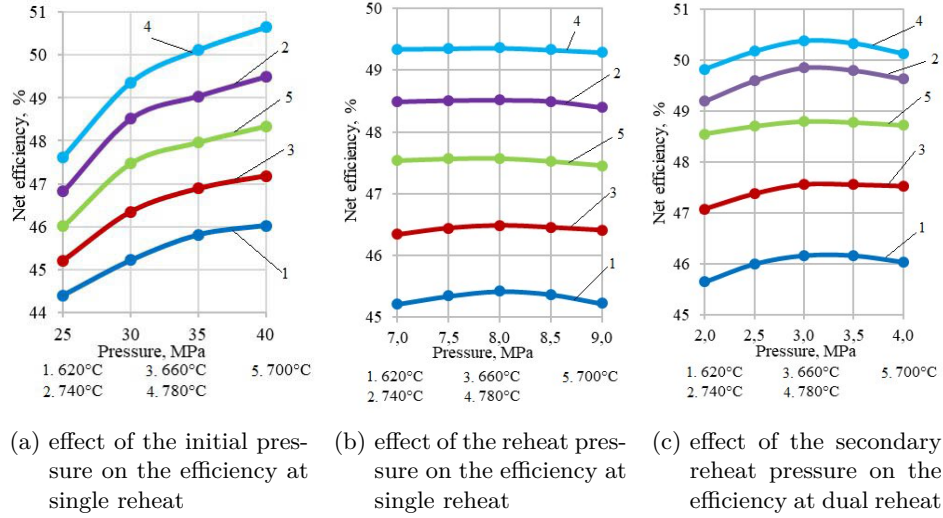 51
50
49
48
47
46
45
44
Net efficiency, %
4
2
5
3
1
25
30
35
40
Pressure, MPa
1. 620°C 3. 660°C 5. 700°C
2. 740°C 4. 780°C
(a) effect of the initial pres-
sure on the efficiency at
single reheat
50
49
48
47
46
45
Net efficiency, %
4
2
5
3
1
7,0
7,5
8,0
8,5
9,0
Pressure, MPa
1. 620°C 3. 660°C 5. 700°C
2. 740°C 4. 780°C
(b) effect of the reheat pres-
sure on the efficiency at
single reheat
51
50
49
48
47
46
45
Net efficiency, %
4
2
5
3
1
2,0
2,5
3,0
3,5
4,0
Pressure, MPa
1. 620°C 3. 660°C 5. 700°C
2. 740°C 4. 780°C
(c) effect of the secondary
reheat pressure on the
efficiency at dual reheat